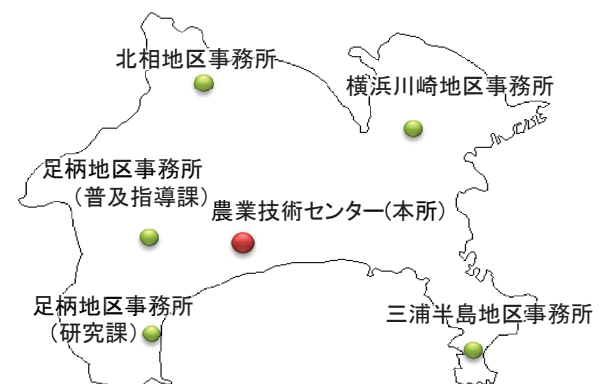 北相地区事務所
横浜川崎地区事務所
足柄地区事務所
（普及指導課）
農業技術センター(本所）
足柄地区事務所
（研究課）
三浦半島地区事務所